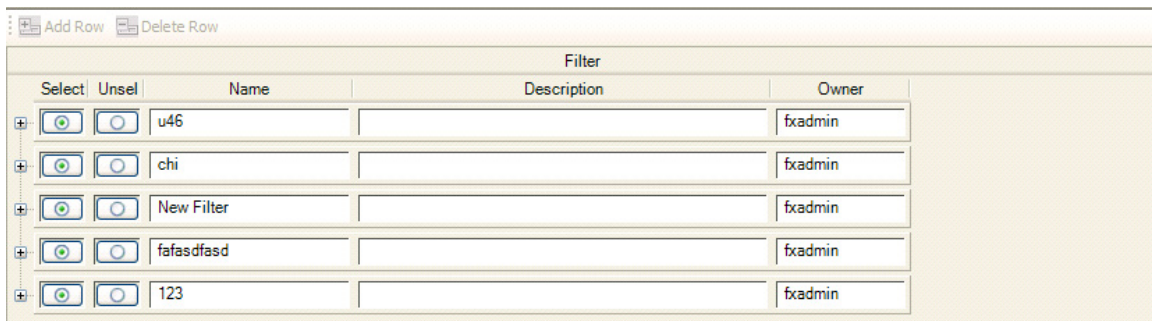 Add Row Delete Row
Filter
Select Unsel Name Description Owner
u46 fxadmin
chi fxadmin
New Filter fxadmin
fafasdfasd fxadmin
123 fxadmin